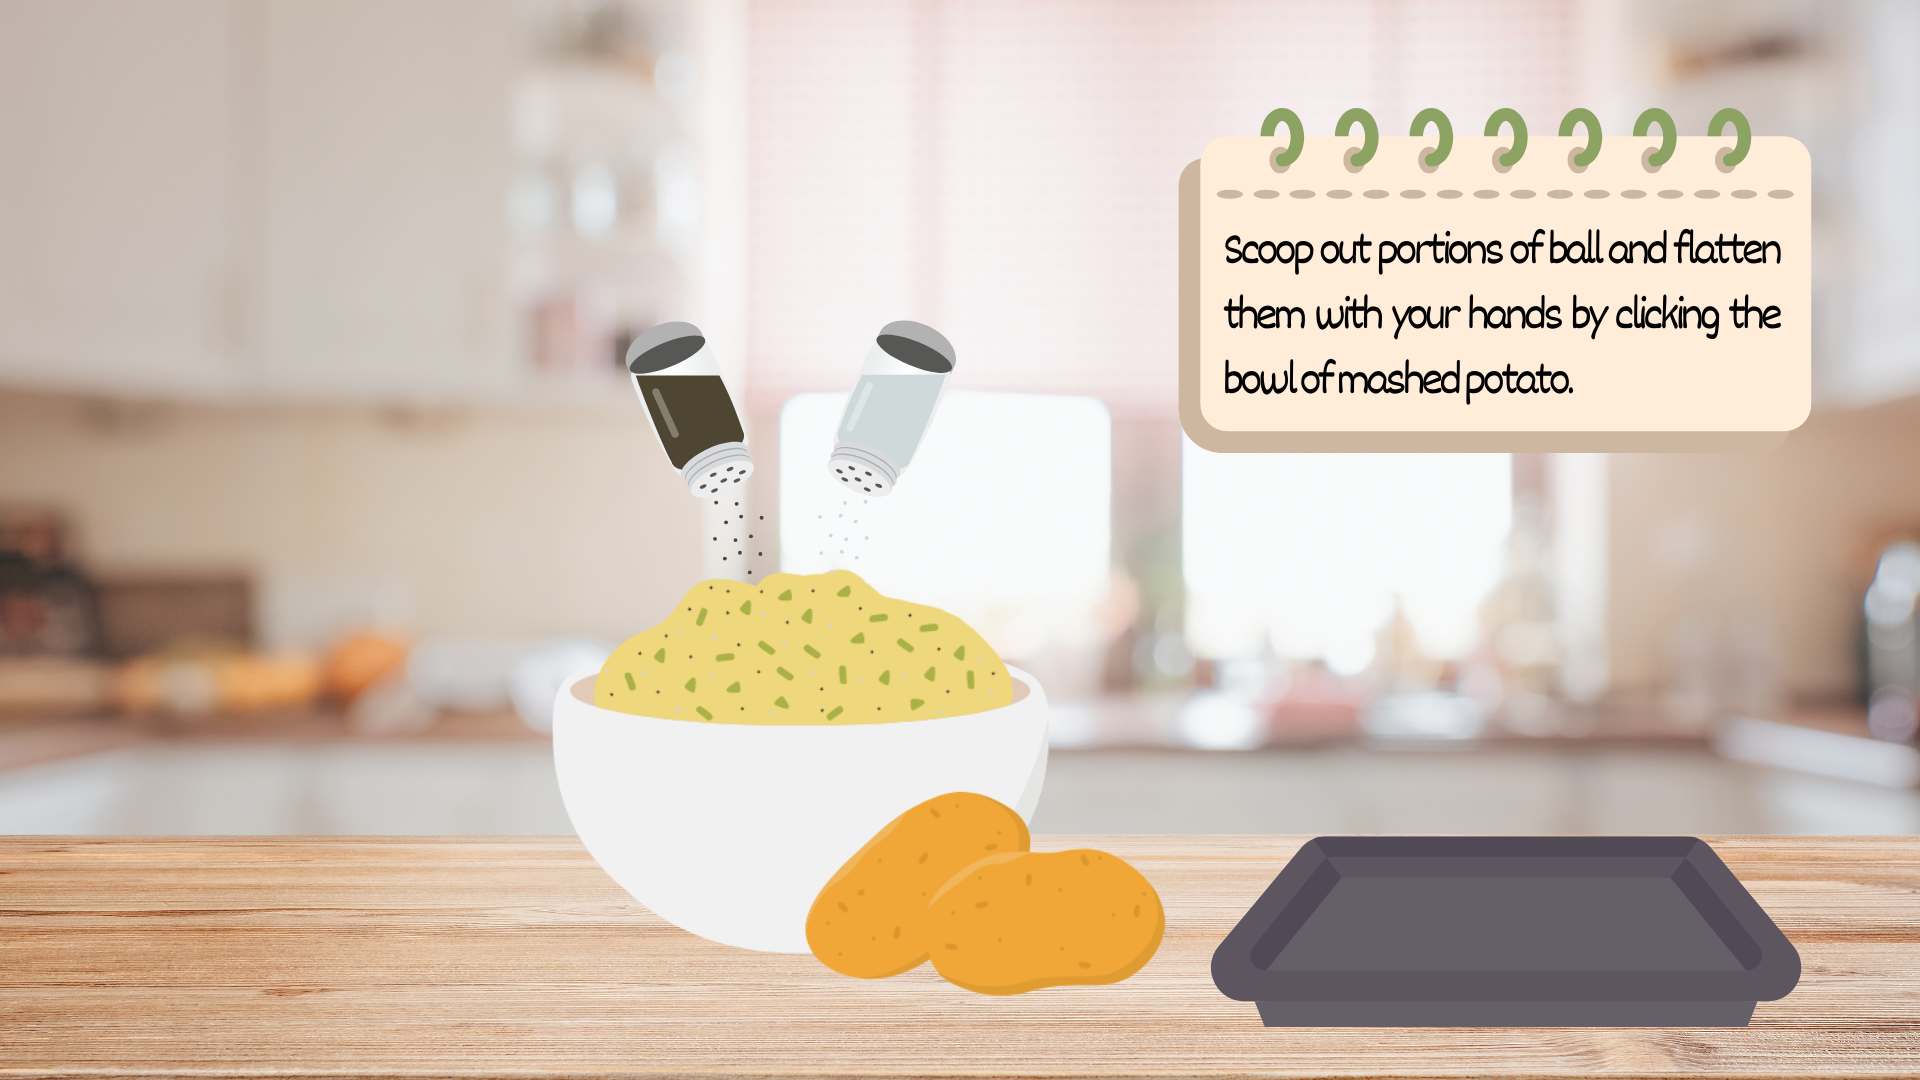 Scoop out portions of ball and flatten
them with your hands by clicking the
bowl of mashed potato.